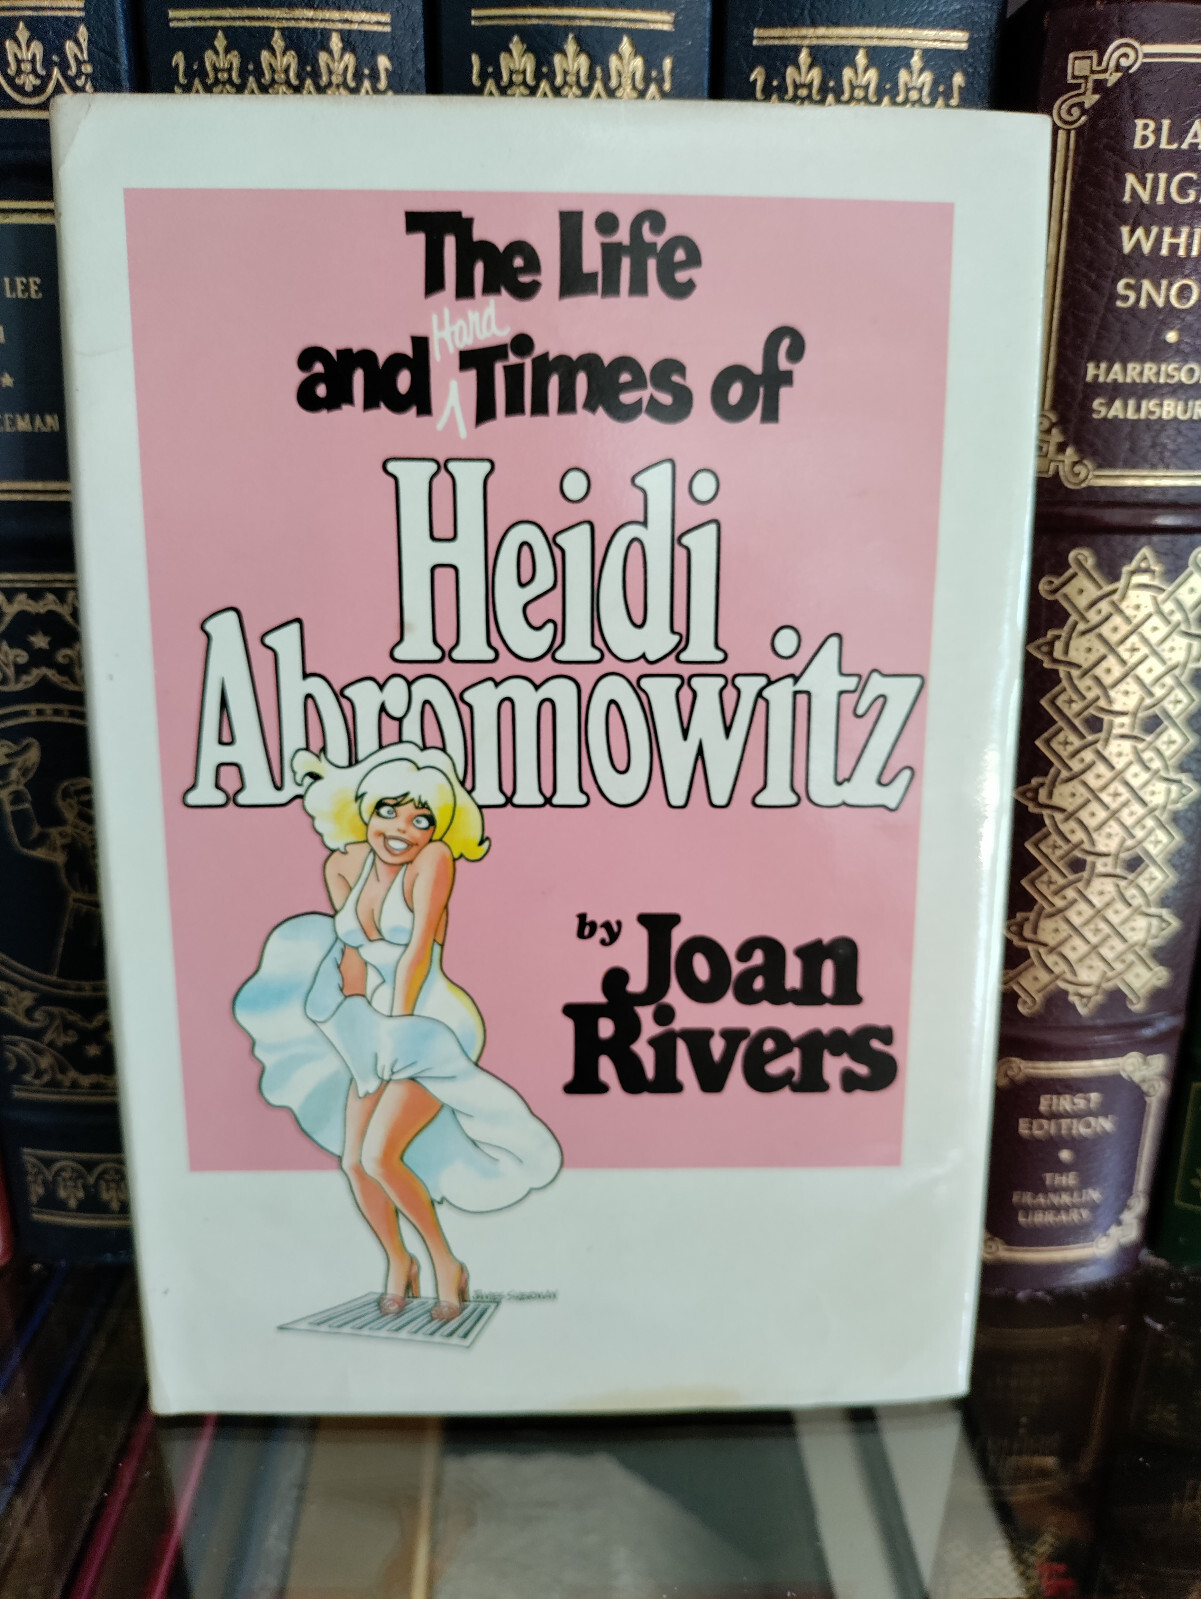 The Life
Hard
and Times of
Heidi
Abromowitz
by Joan
Rivers
LEE
EEMAN
BLA
NIG
WHI
SNO
HARRISO
SALISBUR
FIRST
EDITION
THE
FRANKLIN
LIBRARY